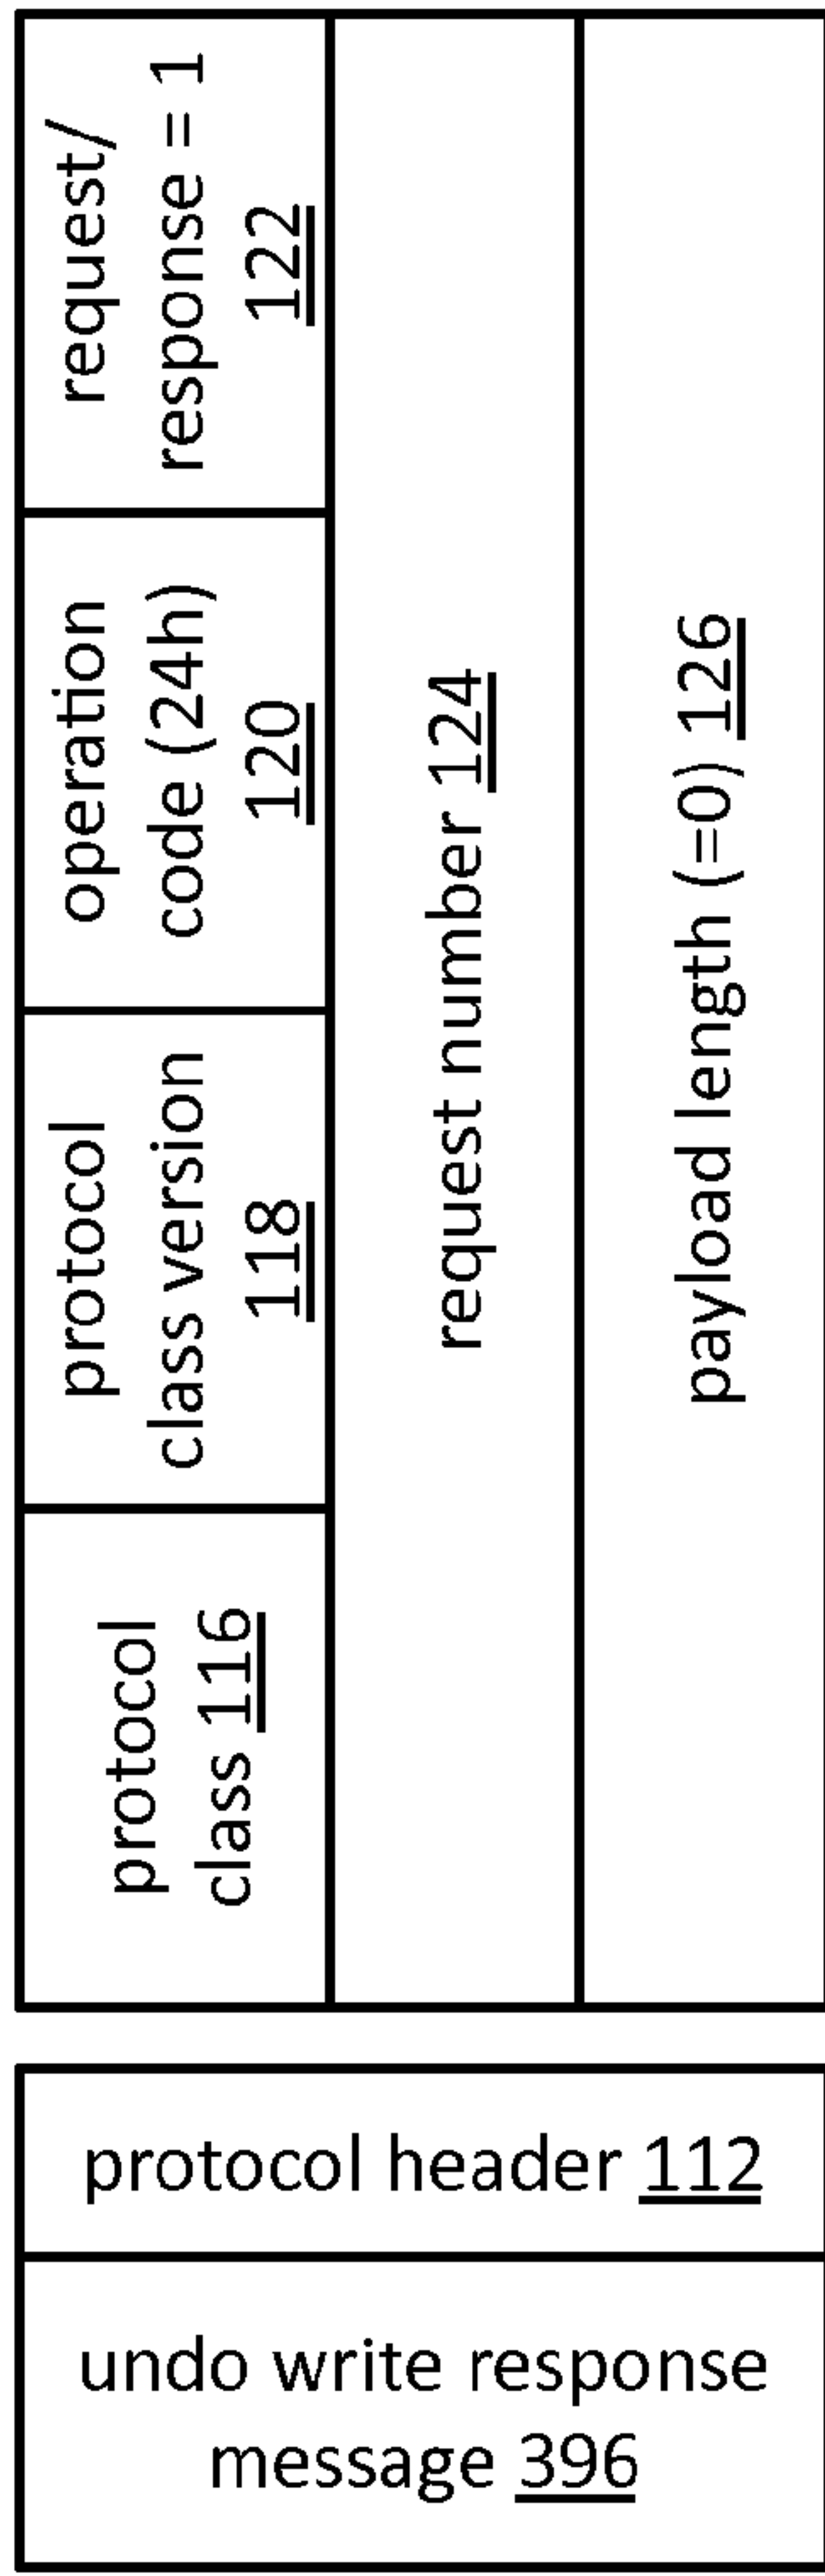 undo write response
message 396
protocol header 112
protocol
class 116
protocol
class version
118
operation
code (24h)
120
request/
response = 1
122
request number 124
payload length (=0) 126